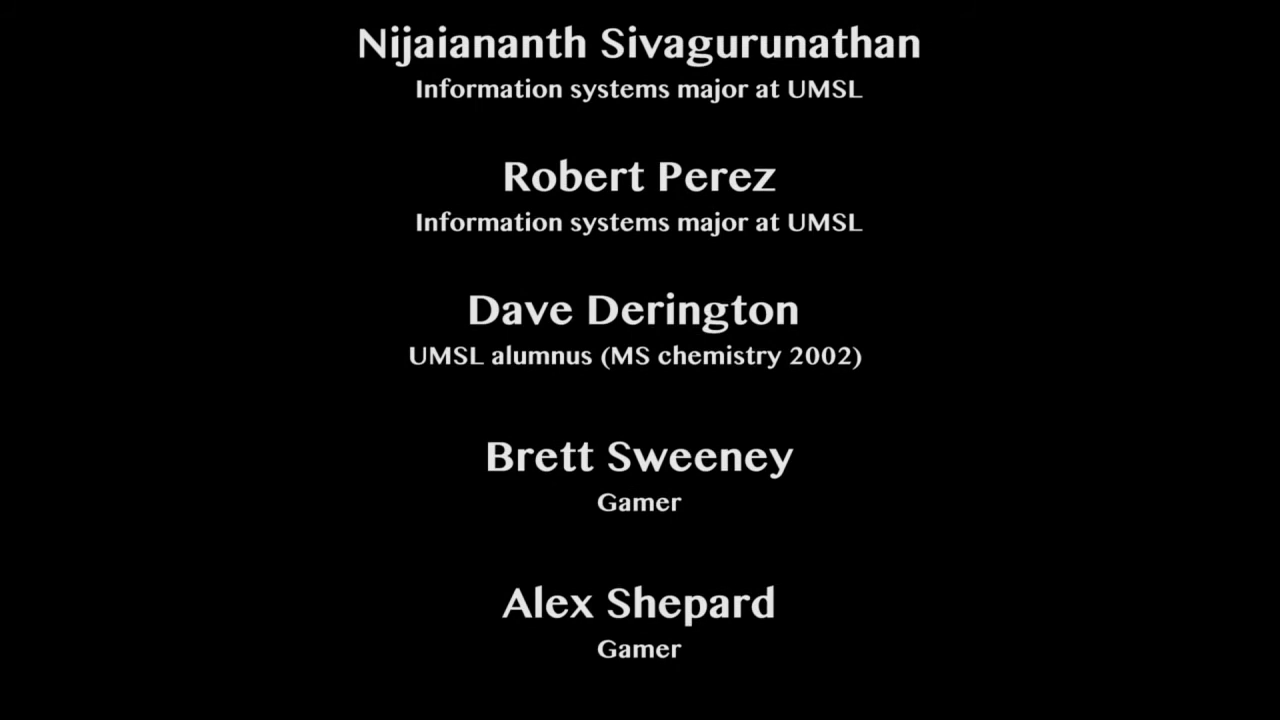 Nijaiananth Sivagurunathan
Information systems major at UMSL
Robert Perez
Information systems major at UMSL
Dave Derington
UMSL alumnus (MS chemistry 2002)
Brett Sweeney
Gamer
Alex Shepard
Gamer